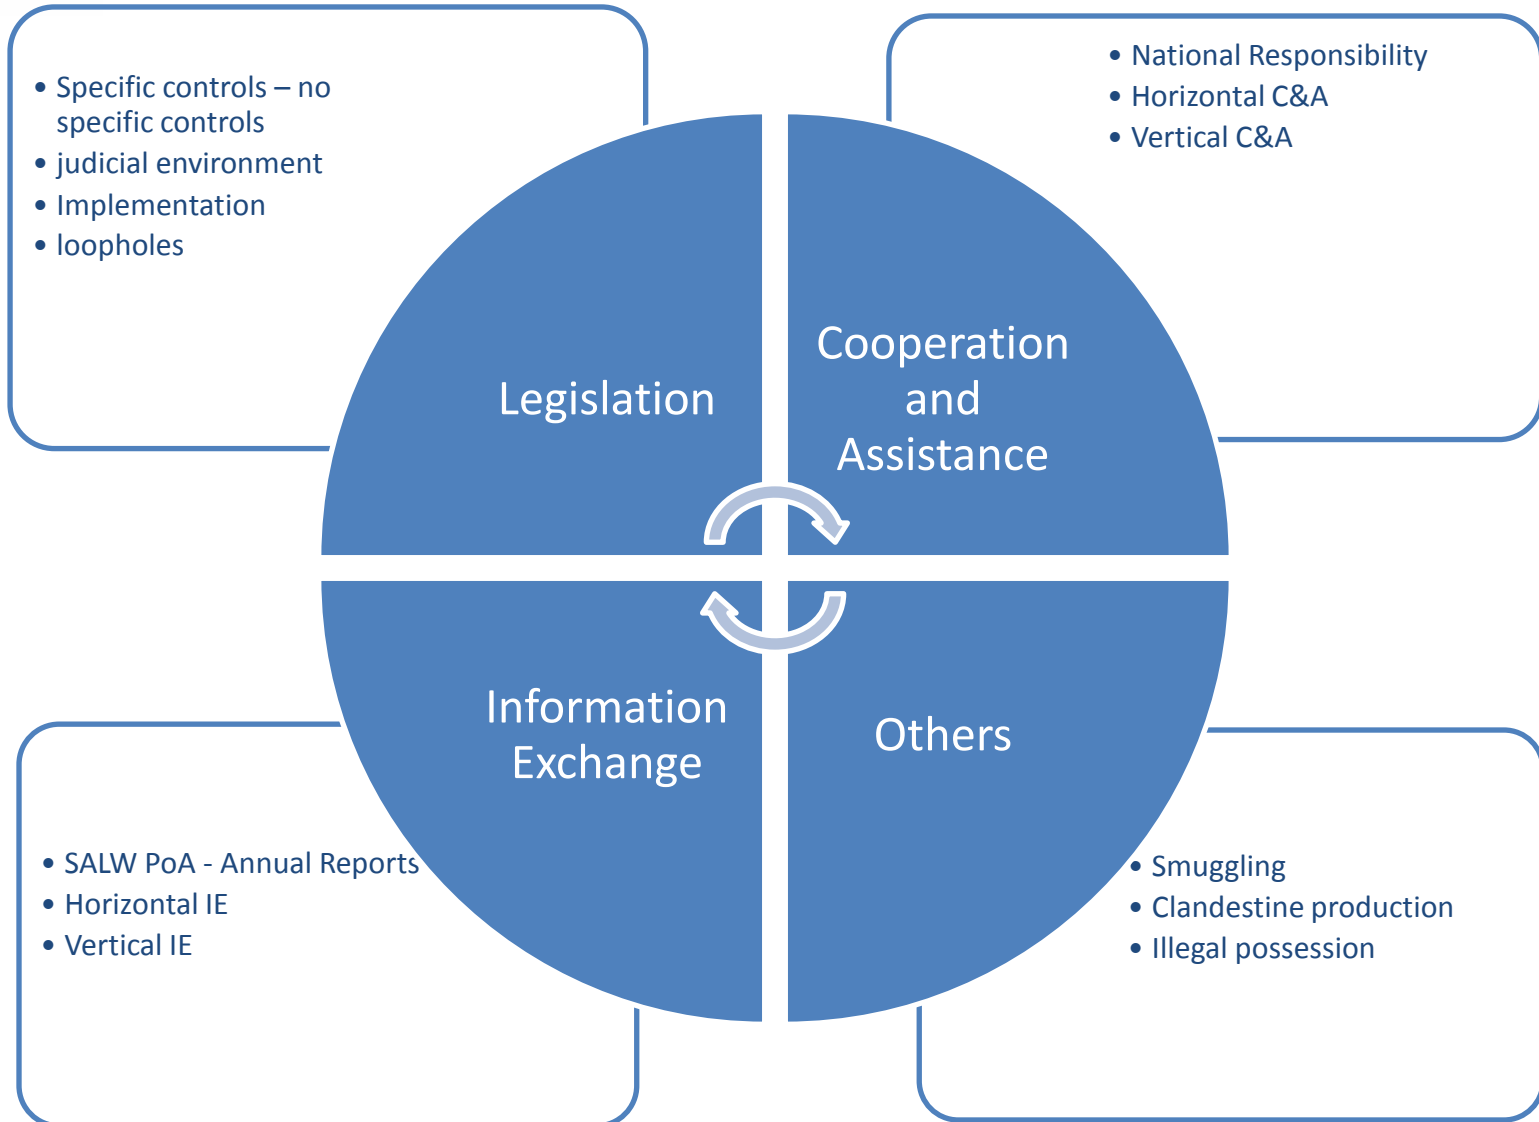 • Specific controls – no
specific controls
• judicial environment
• Implementation
• loopholes
• National Responsibility
• Horizontal C&A
• Vertical C&A
Legislation
Cooperation
and
Assistance
Information
Exchange
Others
• SALW PoA - Annual Reports
• Horizontal IE
• Vertical IE
• Smuggling
• Clandestine production
• Illegal possession